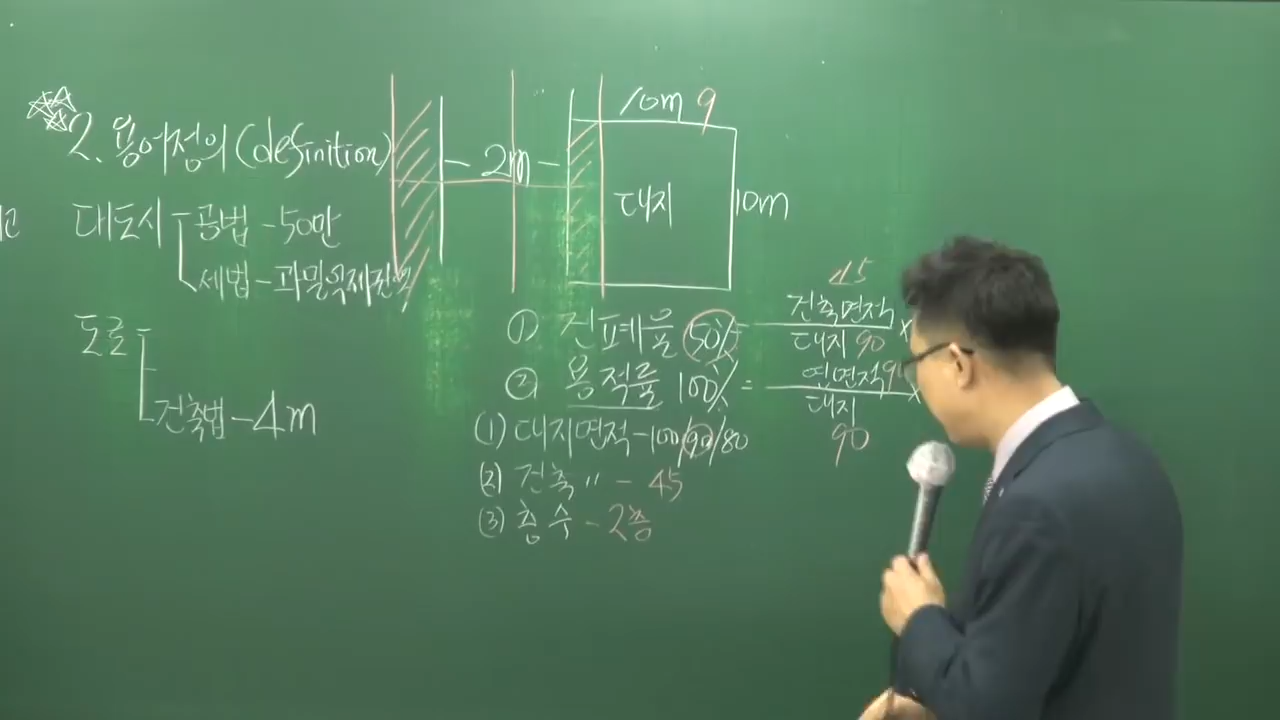 2. 용어정의(definition)
대도시 공법 - 50만
세법 - 과밀억제권역
도로
건축법 - 4m
10m 9
- 2m -
대지
10m
① 건폐율 50% = 건축면적 45 / 대지 90 x
② 용적률 100% = 연면적 / 대지 90 x
(1) 대지면적 - 100/90/80
(2) 건축 〃 - 45
(3) 층수 - 2층